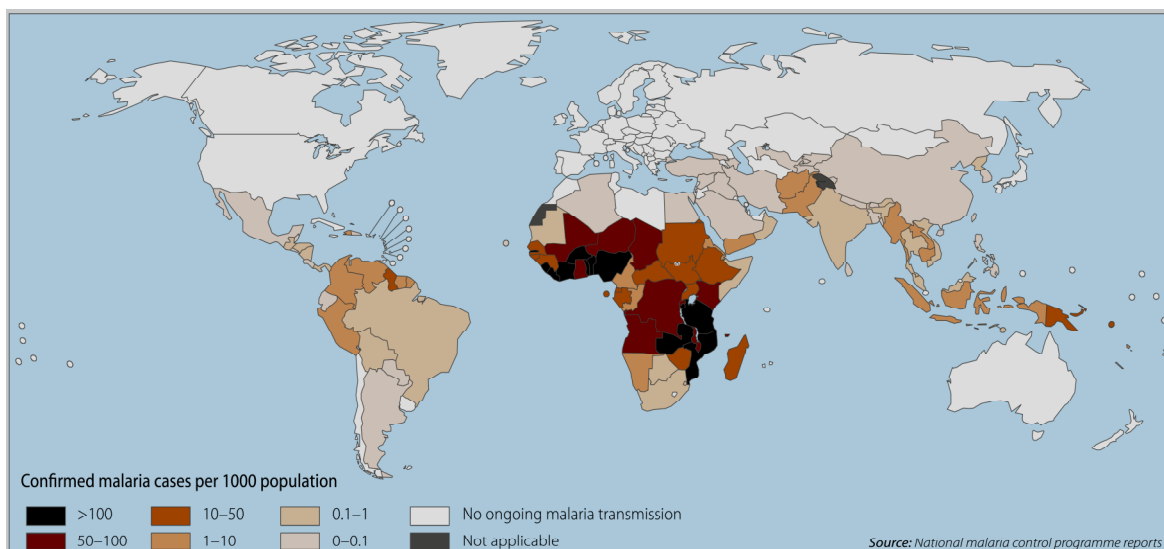 Confirmed malaria cases per 1000 population
>100 10–50 0.1–1 No ongoing malaria transmission
50–100 1–10 0–0.1 Not applicable
Source: National malaria control programme reports